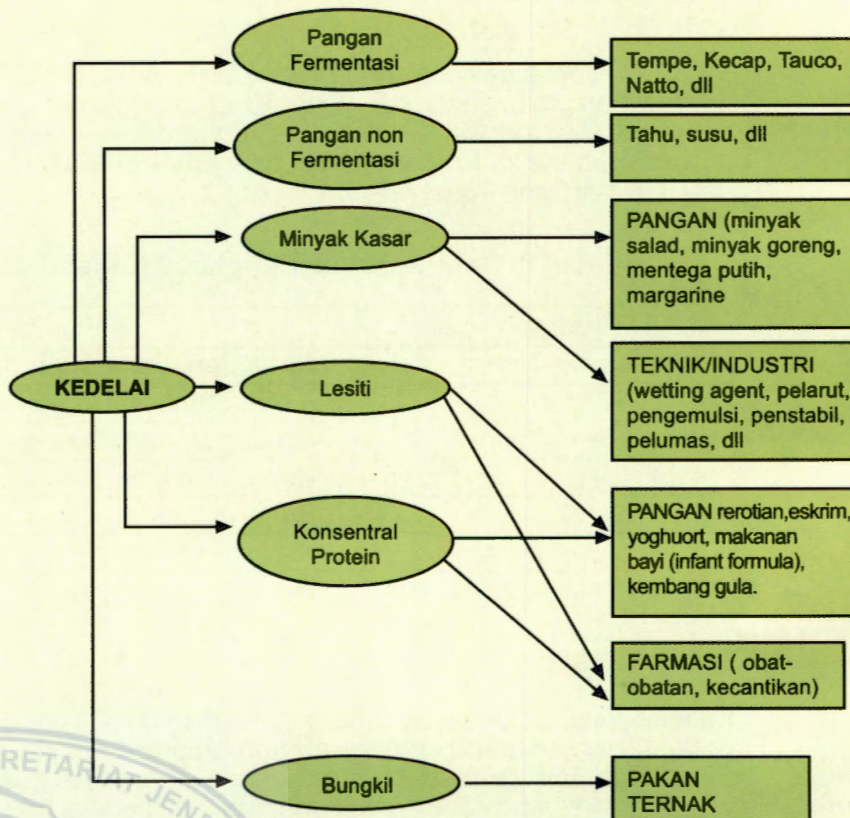 Pangan
Fermentasi
Tempe, Kecap, Tauco,
Natto, dll
Pangan non
Fermentasi
Tahu, susu, dll
Minyak Kasar
PANGAN (minyak
salad, minyak goreng,
mentega putih,
margarine
KEDELAI
Lesiti
TEKNIK/INDUSTRI
(wetting agent, pelarut,
pengemulsi, penstabil,
pelumas, dll
Konsentral
Protein
PANGAN rerotian,eskrim,
yoghuort, makanan
bayi (infant formula),
kembang gula.
FARMASI ( obat-
obatan, kecantikan)
Bungkil
PAKAN
TERNAK
RETARIAT JEND